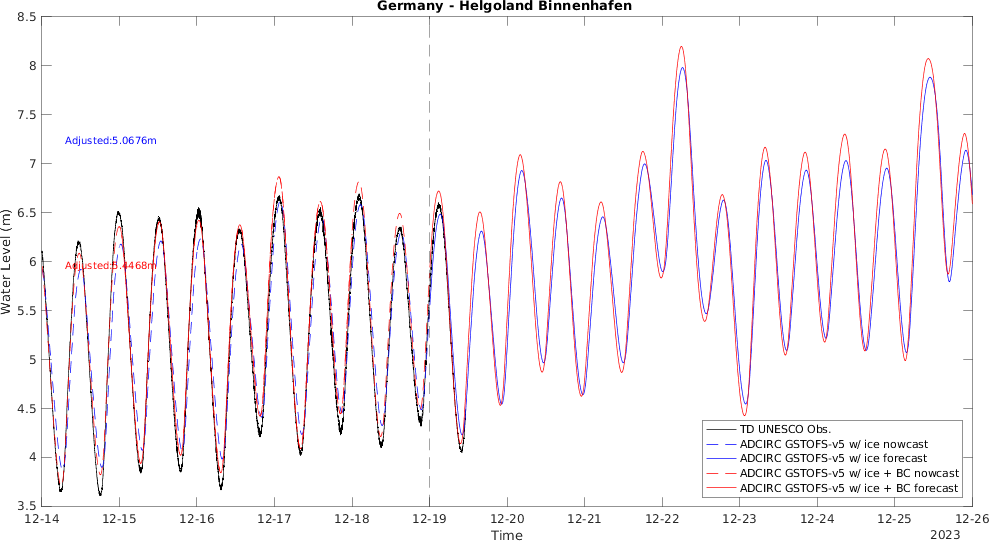 Germany - Helgoland Binnenhafen
8.5
8
7.5
7
6.5
6
5.5
5
4.5
4
3.5
Water Level (m)
Adjusted:5.0676m
Adjusted:5.4468m
TD UNESCO Obs.
ADCIRC GSTOFS-v5 w/ ice nowcast
ADCIRC GSTOFS-v5 w/ ice forecast
ADCIRC GSTOFS-v5 w/ ice + BC nowcast
ADCIRC GSTOFS-v5 w/ ice + BC forecast
12-14 12-15 12-16 12-17 12-18 12-19 12-20 12-21 12-22 12-23 12-24 12-25 12-26
Time
2023